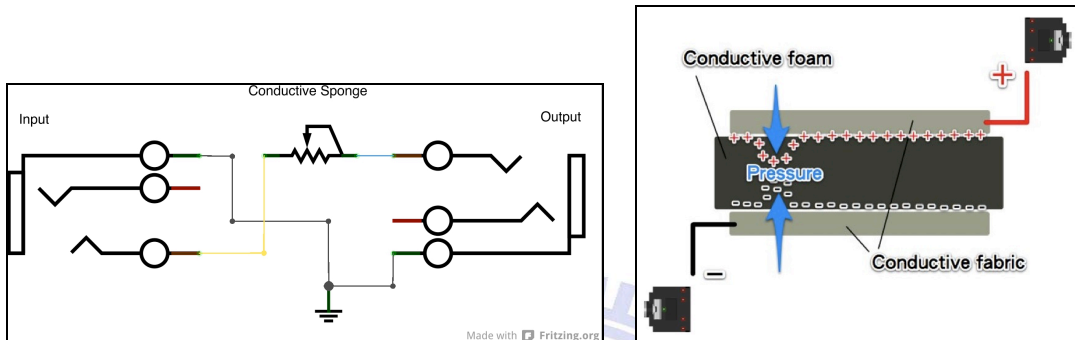 Conductive Sponge
Input
Output
Made with Fritzing.org
Conductive foam
+
Pressure
Conductive fabric
−